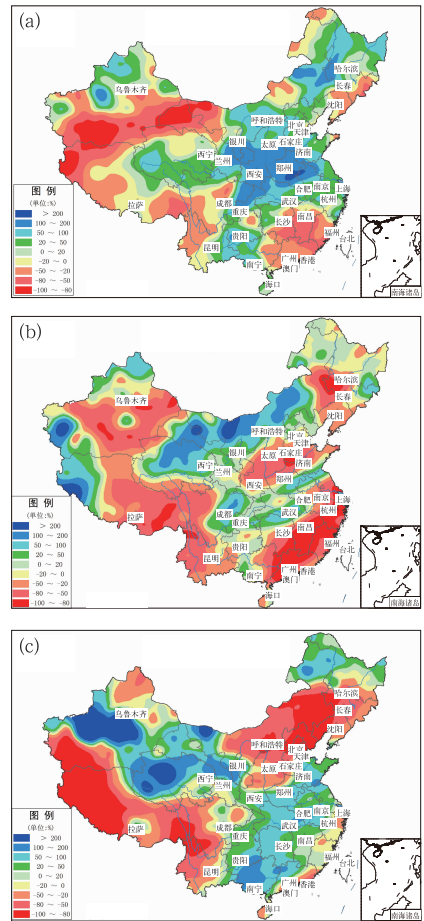 (a)
哈尔滨
长春
乌鲁木齐
沈阳
呼和浩特
北京
天津
银川
太原
石家庄
济南
西宁
兰州
西安
郑州
合肥
南京
上海
拉萨
成都
武汉
杭州
重庆
长沙
南昌
贵阳
福州
昆明
台北
广州
香港
南宁
澳门
海口
南海诸岛
图 例
(单位:%)
> 200
100 ~ 200
50 ~ 100
20 ~ 50
0 ~ 20
-20 ~ 0
-50 ~ -20
-80 ~ -50
-100 ~ -80
(b)
哈尔滨
长春
乌鲁木齐
沈阳
呼和浩特
北京
天津
银川
太原
石家庄
济南
西宁
兰州
西安
郑州
合肥
南京
上海
拉萨
成都
武汉
杭州
重庆
长沙
南昌
贵阳
福州
昆明
台北
广州
香港
南宁
澳门
海口
南海诸岛
图 例
(单位:%)
> 200
100 ~ 200
50 ~ 100
20 ~ 50
0 ~ 20
-20 ~ 0
-50 ~ -20
-80 ~ -50
-100 ~ -80
(c)
哈尔滨
长春
乌鲁木齐
沈阳
呼和浩特
北京
天津
银川
太原
石家庄
济南
西宁
兰州
西安
郑州
合肥
南京
上海
拉萨
成都
武汉
杭州
重庆
长沙
南昌
贵阳
福州
昆明
台北
广州
香港
南宁
澳门
海口
南海诸岛
图 例
(单位:%)
> 200
100 ~ 200
50 ~ 100
20 ~ 50
0 ~ 20
-20 ~ 0
-50 ~ -20
-80 ~ -50
-100 ~ -80